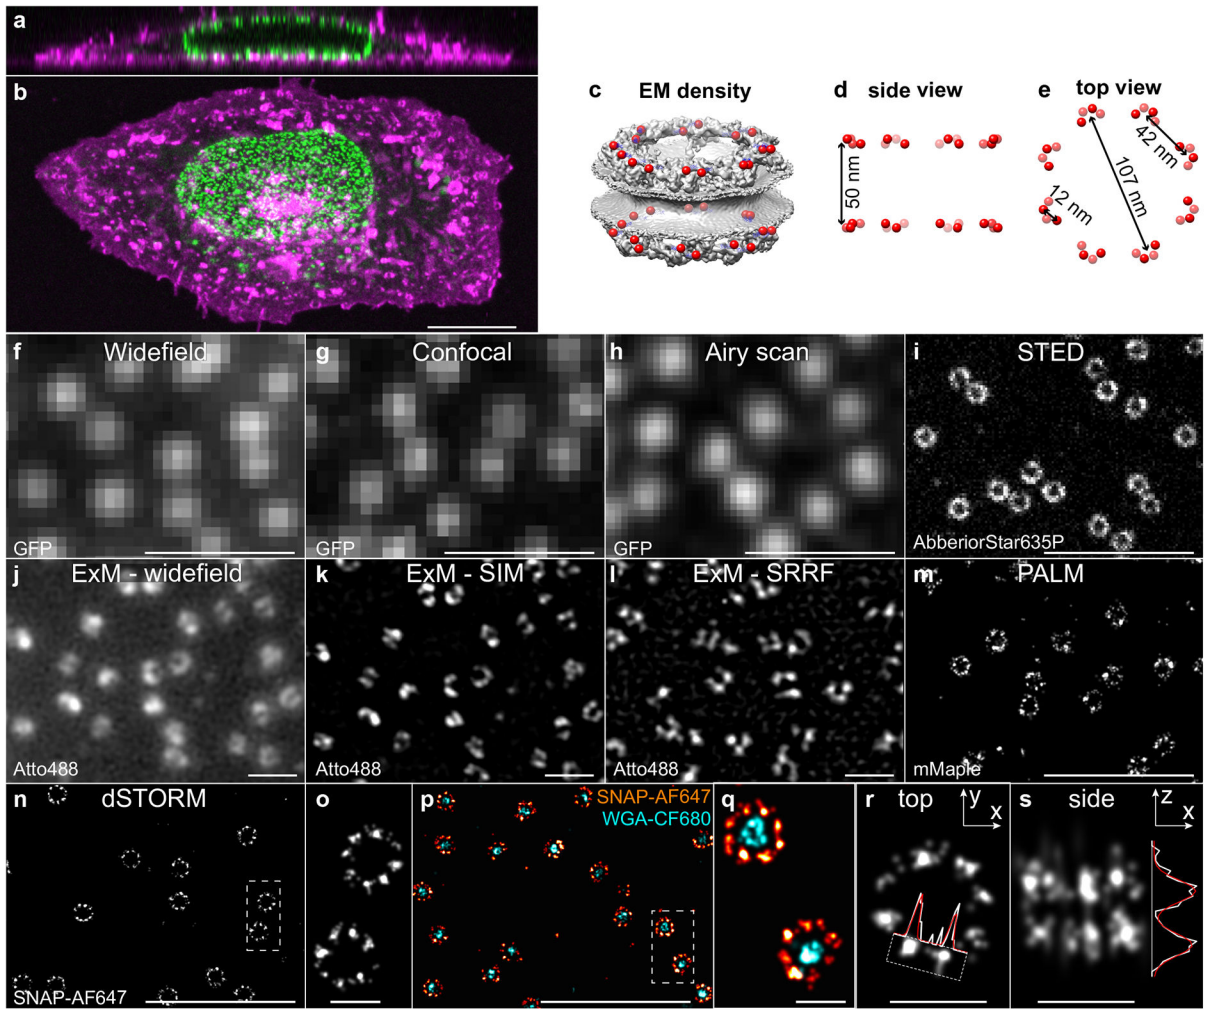 a
b
c EM density
d side view
50 nm
e top view
42 nm
107 nm
12 nm
f Widefield
GFP
g Confocal
GFP
h Airy scan
GFP
i STED
AbberiorStar635P
j ExM - widefield
Atto488
k ExM - SIM
Atto488
l ExM - SRRF
Atto488
m PALM
mMaple
n dSTORM
SNAP-AF647
o
p SNAP-AF647
WGA-CF680
q
r top y
x
s side z
x